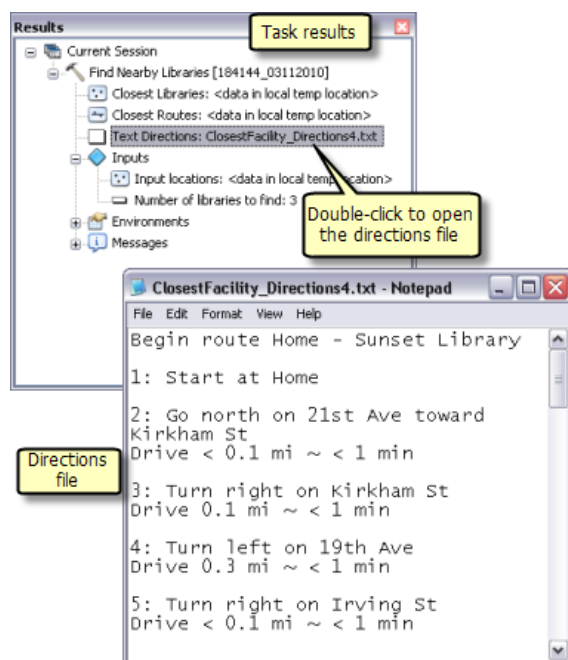 Results
Task results
Current Session
Find Nearby Libraries [184144_03112010]
Closest Libraries: <data in local temp location>
Closest Routes: <data in local temp location>
Text Directions: ClosestFacility_Directions4.txt
Inputs
Input locations: <data in local temp location>
Number of libraries to find: 3
Environments
Messages
Double-click to open
the directions file
ClosestFacility_Directions4.txt - Notepad
File Edit Format View Help
Begin route Home - Sunset Library
1: Start at Home
2: Go north on 21st Ave toward
Kirkham St
Drive < 0.1 mi ~ < 1 min
Directions
file
3: Turn right on Kirkham St
Drive 0.1 mi ~ < 1 min
4: Turn left on 19th Ave
Drive 0.3 mi ~ < 1 min
5: Turn right on Irving St
Drive < 0.1 mi ~ < 1 min